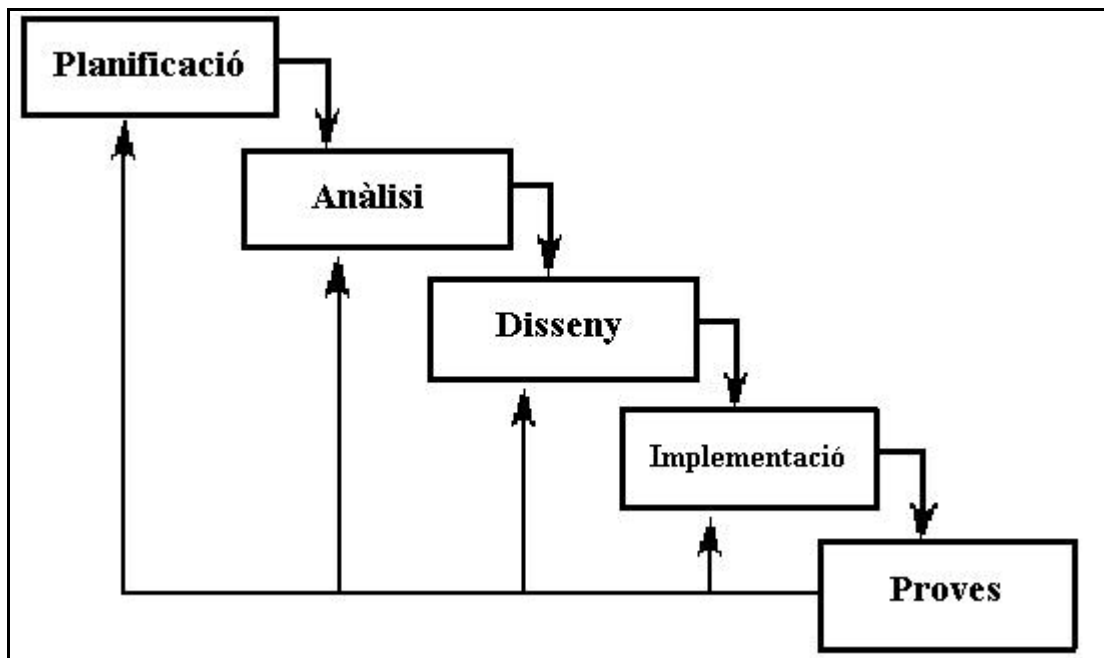 Planificació
Anàlisi
Disseny
Implementació
Proves